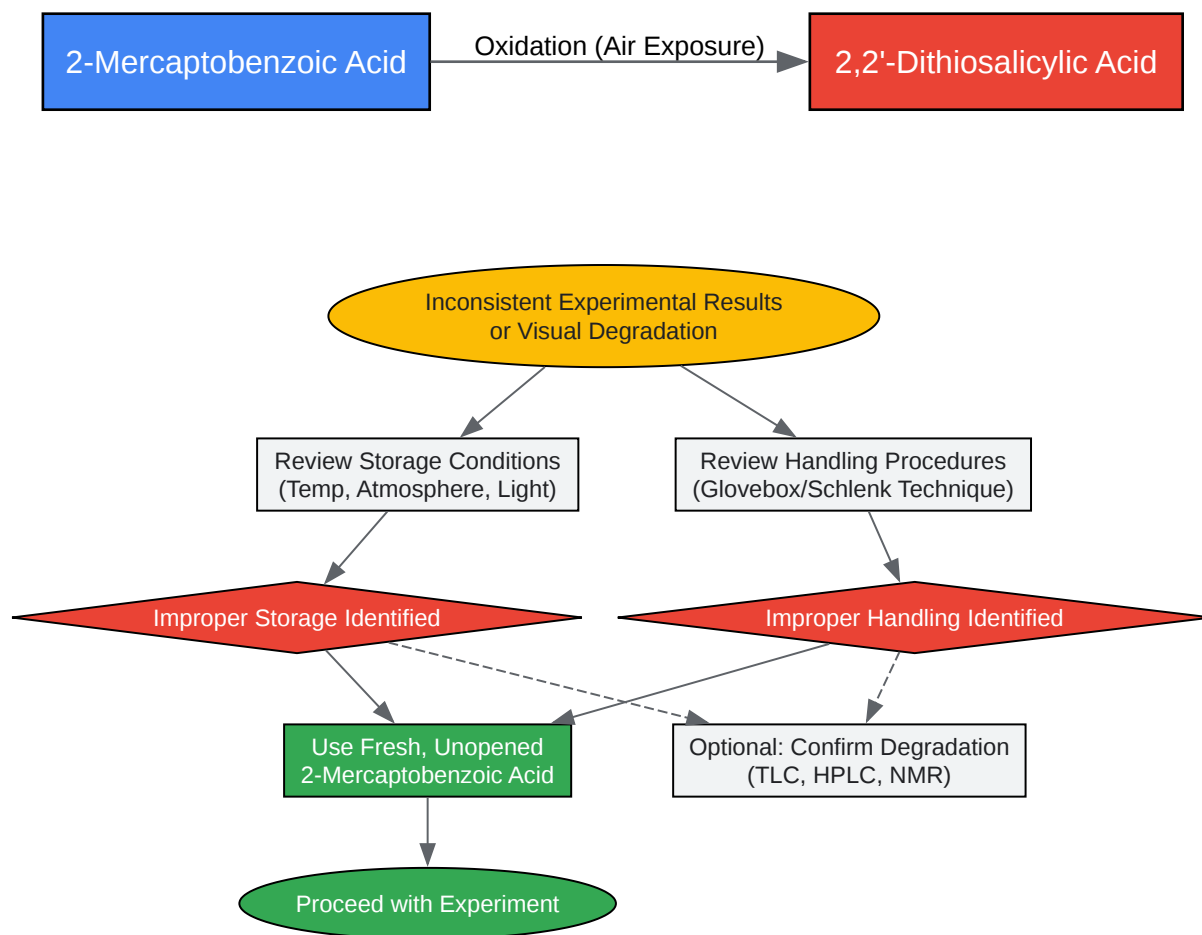 2-Mercaptobenzoic Acid
Oxidation (Air Exposure)
2,2'-Dithiosalicylic Acid
Inconsistent Experimental Results
or Visual Degradation
Review Storage Conditions
(Temp, Atmosphere, Light)
Review Handling Procedures
(Glovebox/Schlenk Technique)
Improper Storage Identified
Improper Handling Identified
Use Fresh, Unopened
2-Mercaptobenzoic Acid
Optional: Confirm Degradation
(TLC, HPLC, NMR)
Proceed with Experiment